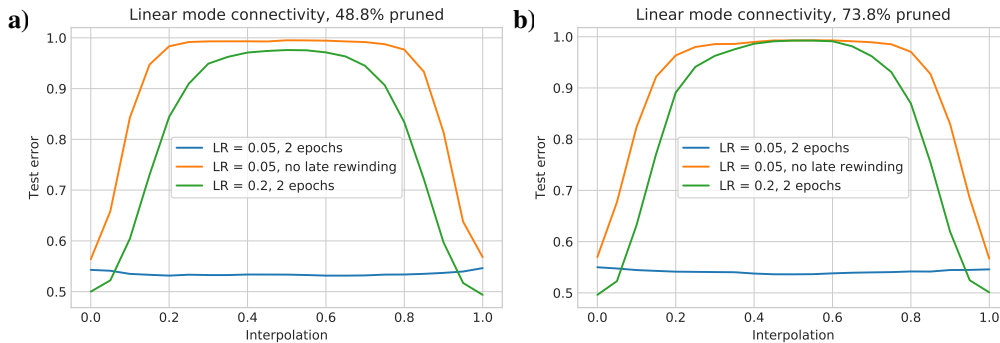 a)
Linear mode connectivity, 48.8% pruned
1.0
0.9
0.8
0.7
0.6
0.5
Test error
LR = 0.05, 2 epochs
LR = 0.05, no late rewinding
LR = 0.2, 2 epochs
0.0 0.2 0.4 0.6 0.8 1.0
Interpolation
b)
Linear mode connectivity, 73.8% pruned
1.0
0.9
0.8
0.7
0.6
0.5
Test error
LR = 0.05, 2 epochs
LR = 0.05, no late rewinding
LR = 0.2, 2 epochs
0.0 0.2 0.4 0.6 0.8 1.0
Interpolation